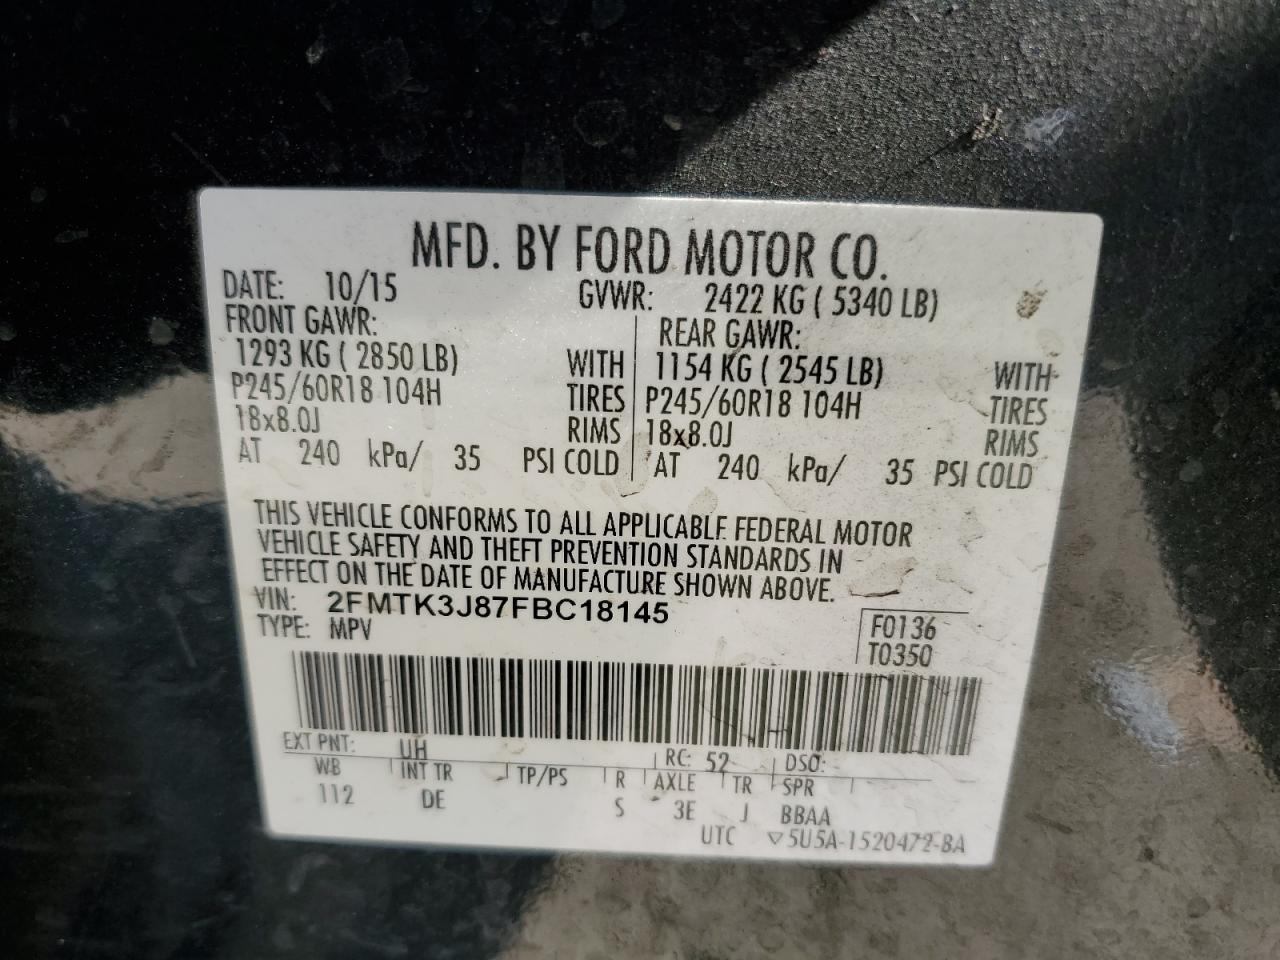 MFD. BY FORD MOTOR CO.
DATE: 10/15 GVWR: 2422 KG ( 5340 LB)
FRONT GAWR: REAR GAWR:
1293 KG ( 2850 LB) WITH 1154 KG ( 2545 LB) WITH
P245/60R18 104H TIRES P245/60R18 104H TIRES
18x8.0J RIMS 18x8.0J RIMS
AT 240 kPa/ 35 PSI COLD AT 240 kPa/ 35 PSI COLD
THIS VEHICLE CONFORMS TO ALL APPLICABLE FEDERAL MOTOR
VEHICLE SAFETY AND THEFT PREVENTION STANDARDS IN
EFFECT ON THE DATE OF MANUFACTURE SHOWN ABOVE.
VIN: 2FMTK3J87FBC18145 F0136
TYPE: MPV T0350
EXT PNT: UH RC: 52 DSO:
WB INT TR TP/PS R AXLE TR SPR
112 DE S 3E J BBAA
UTC ▽5U5A-1520472-BA